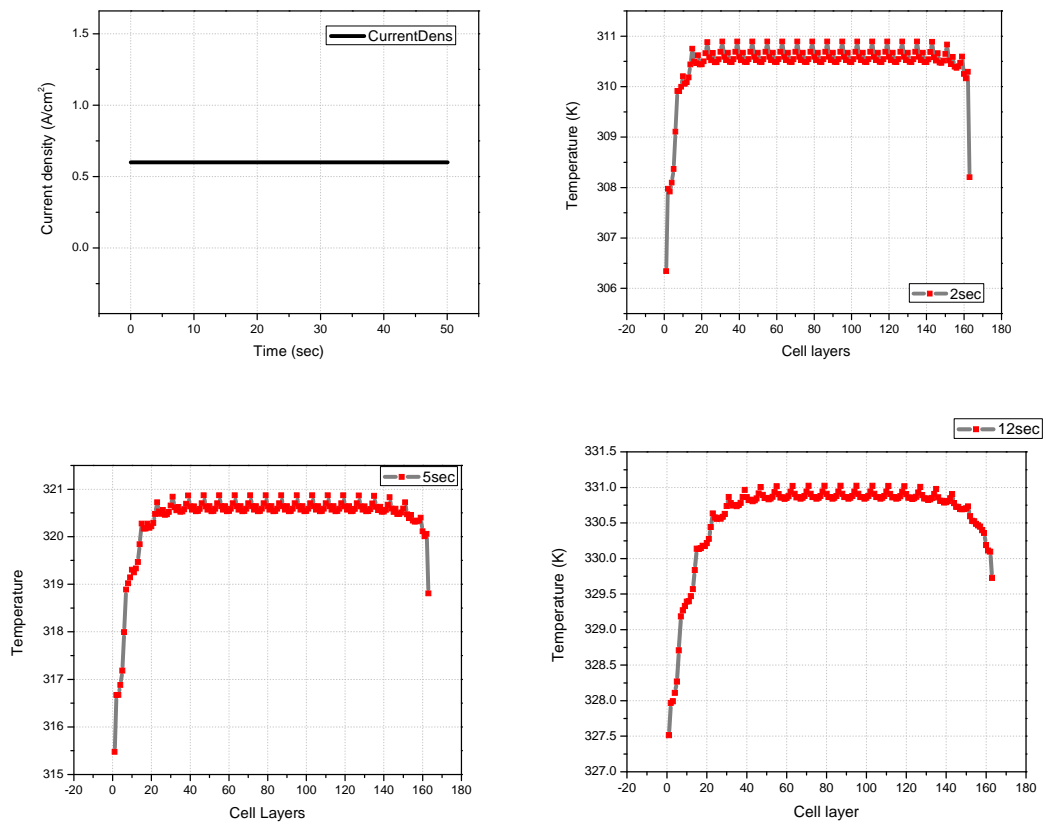 CurrentDens
1.5
1.0
0.5
0.0
Current density (A/cm²)
0 10 20 30 40 50
Time (sec)
311
310
309
308
307
306
Temperature (K)
2sec
-20 0 20 40 60 80 100 120 140 160 180
Cell layers
5sec
321
320
319
318
317
316
315
Temperature
-20 0 20 40 60 80 100 120 140 160 180
Cell Layers
12sec
331.5
331.0
330.5
330.0
329.5
329.0
328.5
328.0
327.5
327.0
Temperature (K)
-20 0 20 40 60 80 100 120 140 160 180
Cell layer